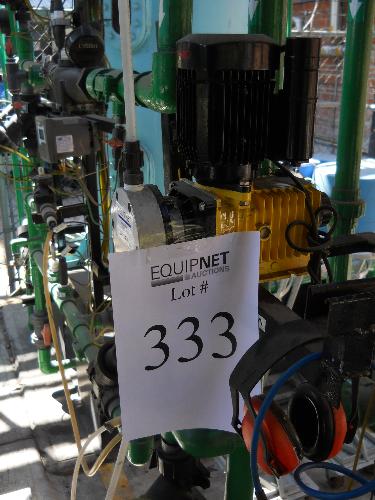 EQUIPNET
AUCTIONS
Lot #
333